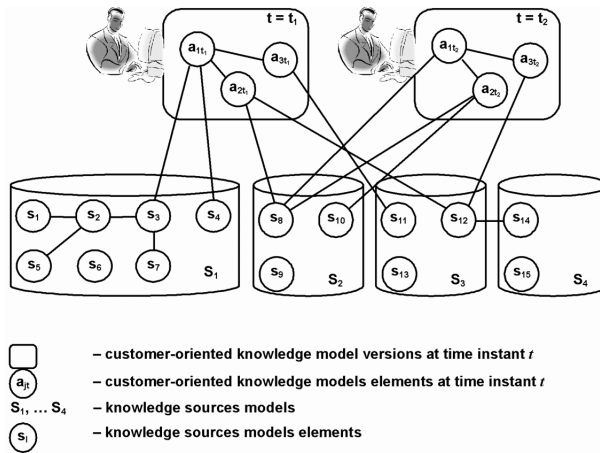 t = t1
t = t2
a1t1
a3t1
a2t1
a1t2
a3t2
a2t2
s1
s2
s3
s4
s8
s10
s11
s12
s14
s5
s6
s7
S1
s9
S2
s13
S3
s15
S4
– customer-oriented knowledge model versions at time instant t
ajt – customer-oriented knowledge models elements at time instant t
S1, ... S4 – knowledge sources models
sl – knowledge sources models elements